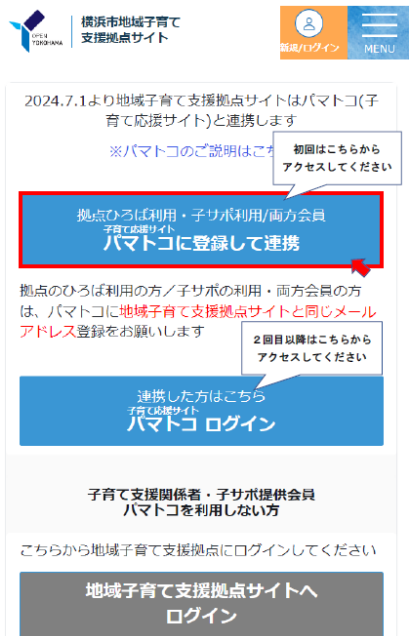 OPEN
YOKOHAMA
横浜市地域子育て
支援拠点サイト
新規/ログイン
MENU
2024.7.1より地域子育て支援拠点サイトはパマトコ(子
育て応援サイト)と連携します
※パマトコのご説明はこち
初回はこちらから
アクセスしてください
拠点ひろば利用・子サポ利用/両方会員
子育て応援サイト
パマトコに登録して連携
拠点のひろば利用の方／子サポの利用・両方会員の方
は、パマトコに地域子育て支援拠点サイトと同じメール
アドレス登録をお願いします
２回目以降はこちらから
アクセスしてください
連携した方はこちら
子育て応援サイト
パマトコ ログイン
子育て支援関係者・子サポ提供会員
パマトコを利用しない方
こちらから地域子育て支援拠点にログインしてください
地域子育て支援拠点サイトへ
ログイン